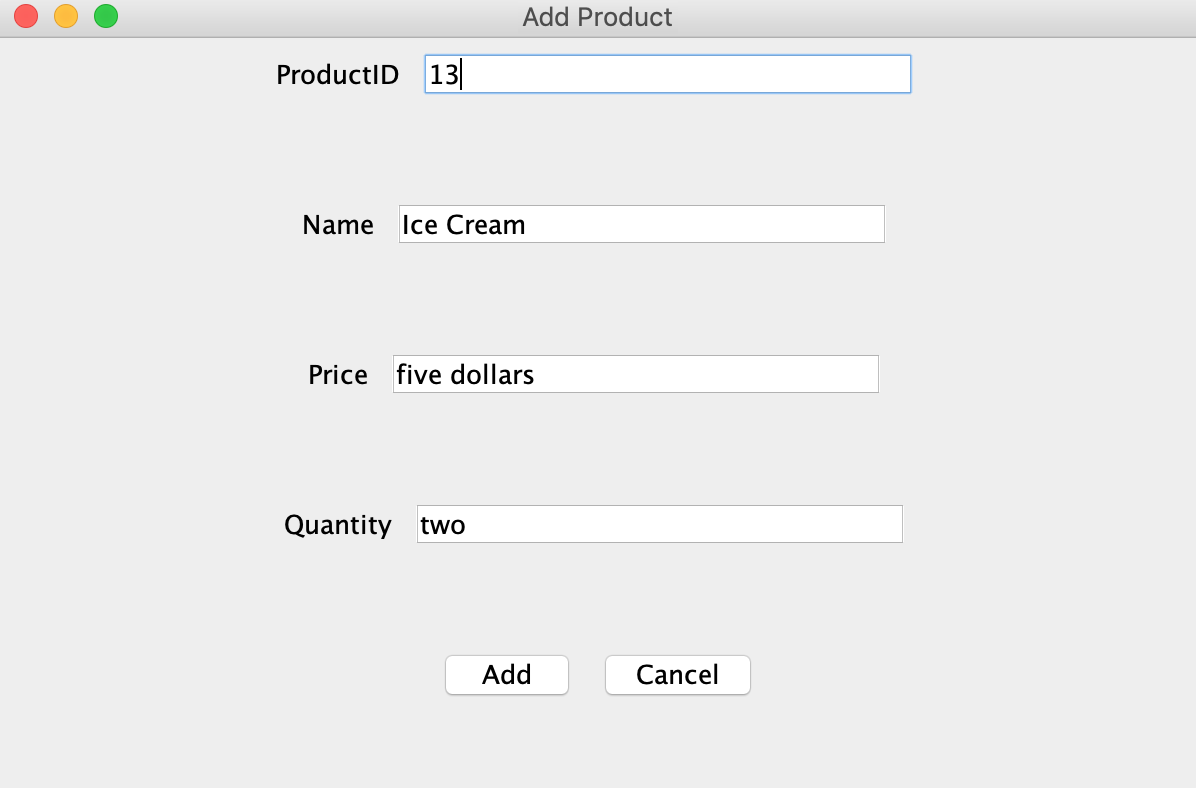 Add Product
ProductID 13
Name Ice Cream
Price five dollars
Quantity two
Add Cancel